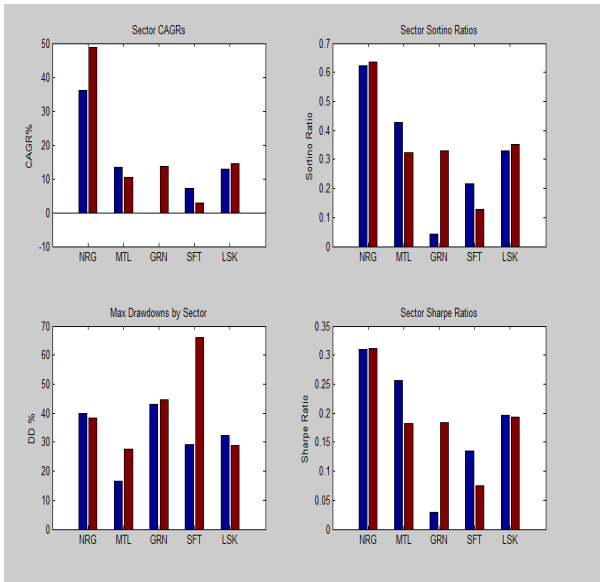 Sector CAGRs
50
40
30
20
10
0
-10
CAGR%
NRG MTL GRN SFT LSK
Sector Sortino Ratios
0.7
0.6
0.5
0.4
0.3
0.2
0.1
0
Sortino Ratio
NRG MTL GRN SFT LSK
Max Drawdowns by Sector
70
60
50
40
30
20
10
0
DD %
NRG MTL GRN SFT LSK
Sector Sharpe Ratios
0.35
0.3
0.25
0.2
0.15
0.1
0.05
0
Sharpe Ratio
NRG MTL GRN SFT LSK